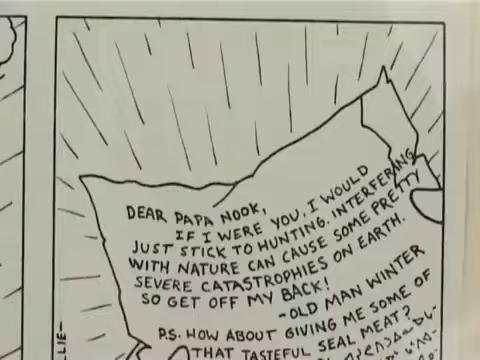 DEAR PAPA NOOK,
IF I WERE YOU, I WOULD
JUST STICK TO HUNTING. INTERFERING
WITH NATURE CAN CAUSE SOME PRETTY
SEVERE CATASTROPHIES ON EARTH.
SO GET OFF MY BACK!
-OLD MAN WINTER
P.S. HOW ABOUT GIVING ME SOME OF
THAT TASTEFUL SEAL MEAT?
LLIE-